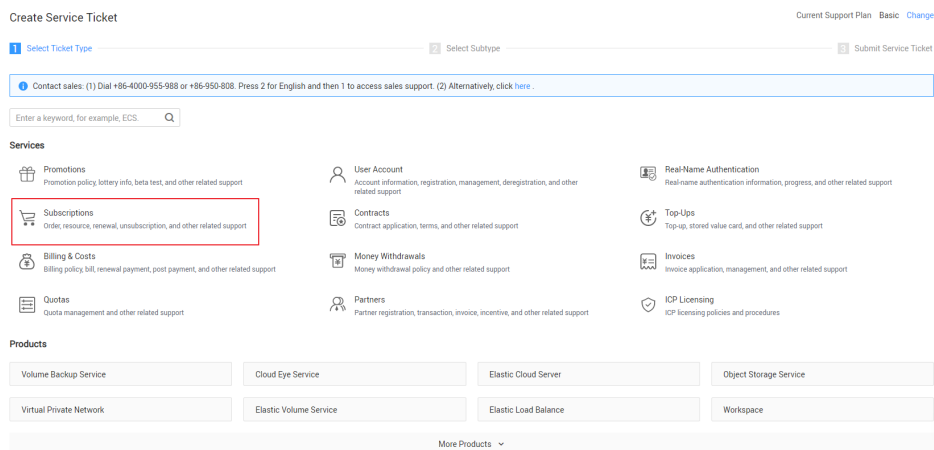 Create Service Ticket
Current Support Plan Basic Change
1 Select Ticket Type
2 Select Subtype
3 Submit Service Ticket
Contact sales: (1) Dial +86-4000-955-988 or +86-950-808. Press 2 for English and then 1 to access sales support. (2) Alternatively, click here .
Enter a keyword, for example, ECS.
Services
Promotions
Promotion policy, lottery info, beta test, and other related support
User Account
Account information, registration, management, deregistration, and other
related support
Real-Name Authentication
Real-name authentication information, progress, and other related support
Subscriptions
Order, resource, renewal, unsubscription, and other related support
Contracts
Contract application, terms, and other related support
Top-Ups
Top-up, stored value card, and other related support
Billing & Costs
Billing policy, bill, renewal payment, post payment, and other related support
Money Withdrawals
Money withdrawal policy and other related support
Invoices
Invoice application, management, and other related support
Quotas
Quota management and other related support
Partners
Partner registration, transaction, invoice, incentive, and other related support
ICP Licensing
ICP licensing policies and procedures
Products
Volume Backup Service
Cloud Eye Service
Elastic Cloud Server
Object Storage Service
Virtual Private Network
Elastic Volume Service
Elastic Load Balance
Workspace
More Products